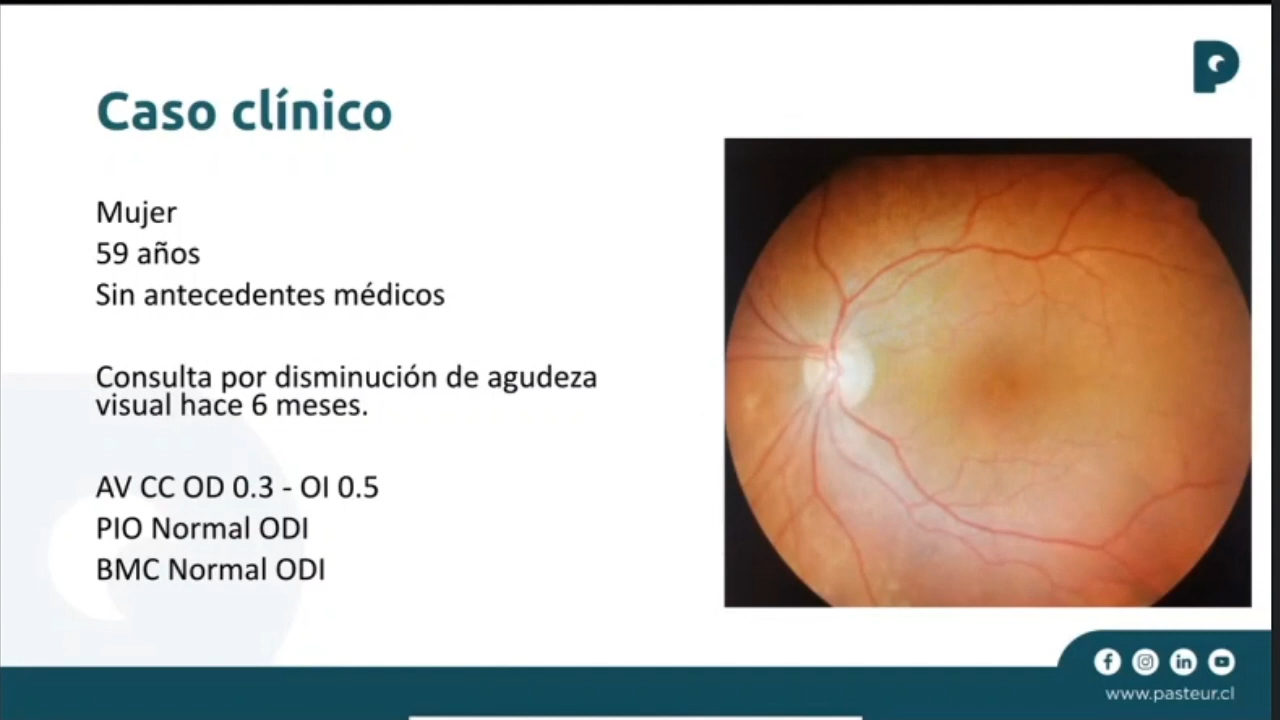 Caso clínico
Mujer
59 años
Sin antecedentes médicos
Consulta por disminución de agudeza
visual hace 6 meses.
AV CC OD 0.3 - OI 0.5
PIO Normal ODI
BMC Normal ODI
www.pasteur.cl